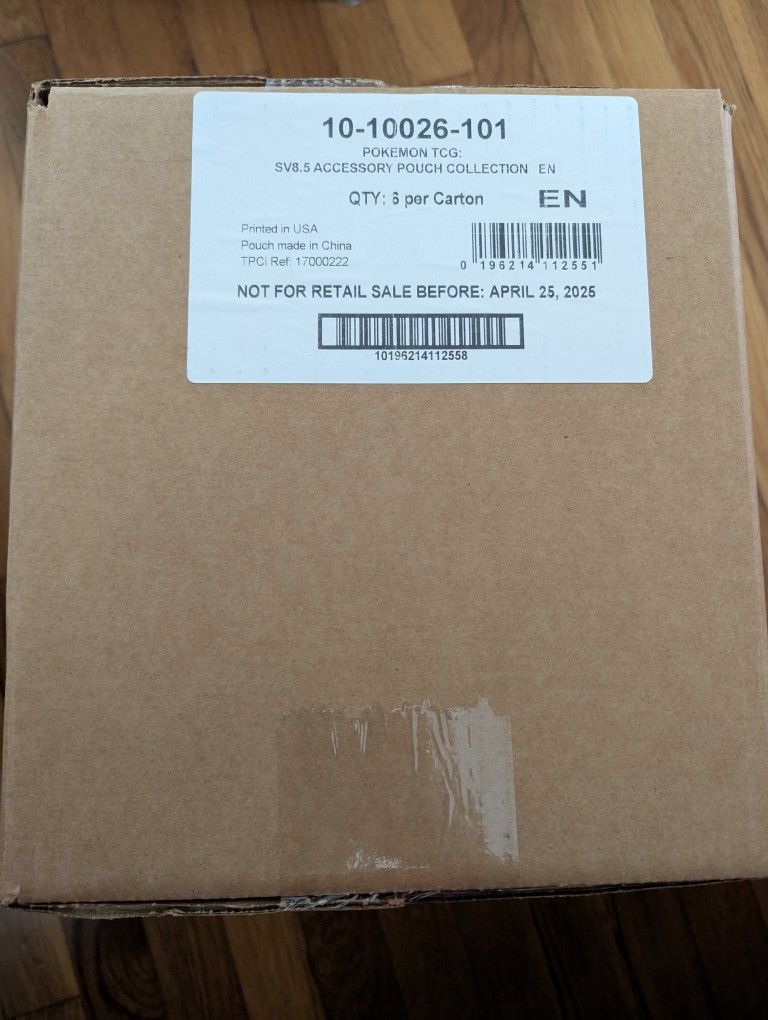 10-10026-101
POKEMON TCG:
SV8.5 ACCESSORY POUCH COLLECTION EN
QTY: 6 per Carton EN
Printed in USA
Pouch made in China
TPCi Ref: 17000222
0 196214 112551
NOT FOR RETAIL SALE BEFORE: APRIL 25, 2025
10196214112558